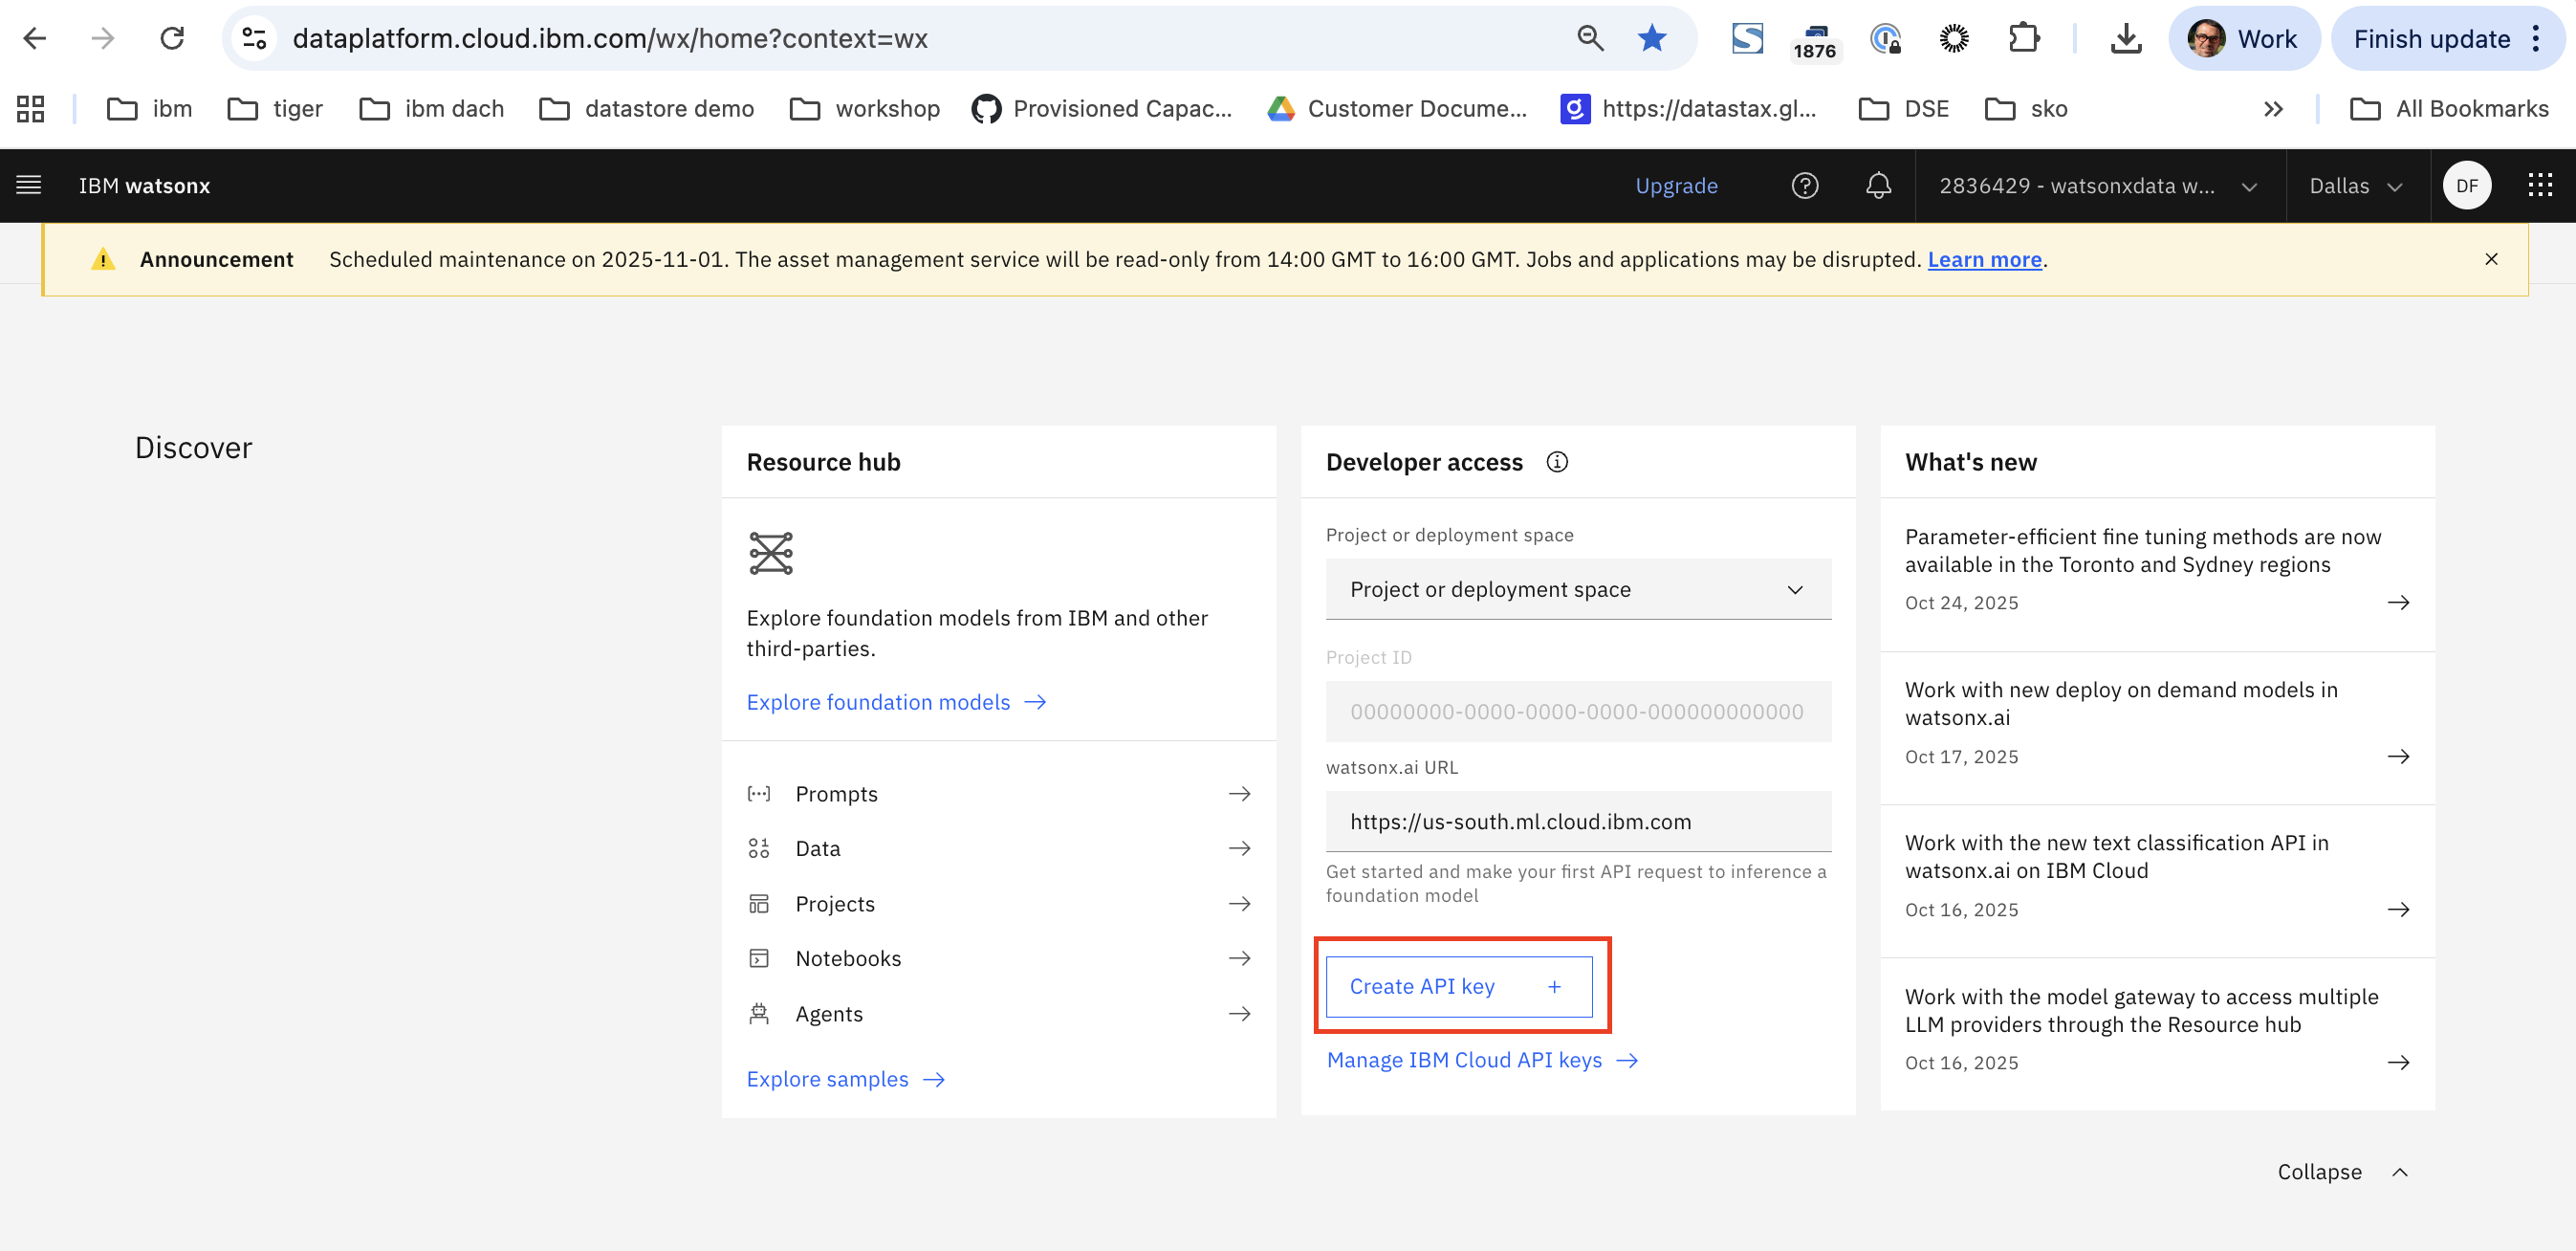 dataplatform.cloud.ibm.com/wx/home?context=wx
1876
Work
Finish update
ibm
tiger
ibm dach
datastore demo
workshop
Provisioned Capac...
Customer Docume...
https://datastax.gl...
DSE
sko
All Bookmarks
IBM watsonx
Upgrade
2836429 - watsonxdata w...
Dallas
DF
Announcement
Scheduled maintenance on 2025-11-01. The asset management service will be read-only from 14:00 GMT to 16:00 GMT. Jobs and applications may be disrupted. Learn more.
Discover
Resource hub
Explore foundation models from IBM and other
third-parties.
Explore foundation models
Prompts
Data
Projects
Notebooks
Agents
Explore samples
Developer access
Project or deployment space
Project or deployment space
Project ID
00000000-0000-0000-0000-000000000000
watsonx.ai URL
https://us-south.ml.cloud.ibm.com
Get started and make your first API request to inference a
foundation model
Create API key +
Manage IBM Cloud API keys
What's new
Parameter-efficient fine tuning methods are now
available in the Toronto and Sydney regions
Oct 24, 2025
Work with new deploy on demand models in
watsonx.ai
Oct 17, 2025
Work with the new text classification API in
watsonx.ai on IBM Cloud
Oct 16, 2025
Work with the model gateway to access multiple
LLM providers through the Resource hub
Oct 16, 2025
Collapse